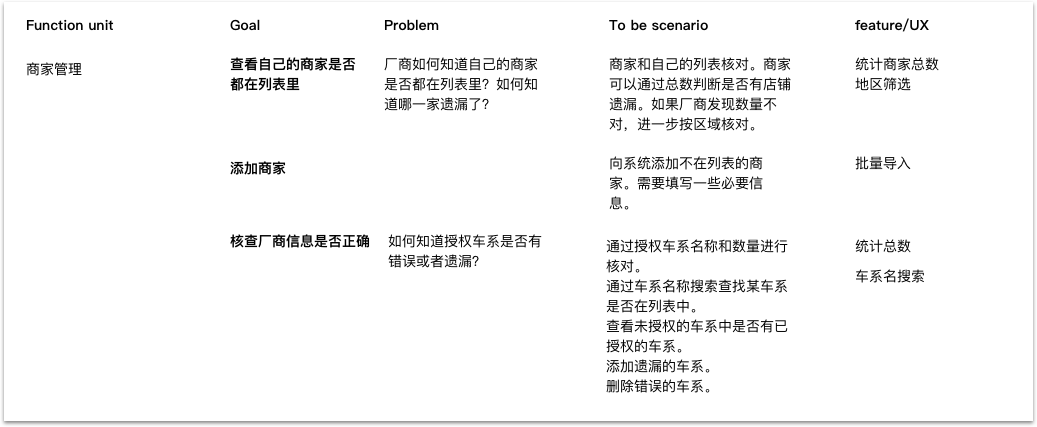 Function unit
Goal
Problem
To be scenario
feature/UX
商家管理
查看自己的商家是否
都在列表里
厂商如何知道自己的商家
是否都在列表里？如何知
道哪一家遗漏了？
商家和自己的列表核对。商家
可以通过总数判断是否有店铺
遗漏。如果厂商发现数量不
对，进一步按区域核对。
统计商家总数
地区筛选
添加商家
向系统添加不在列表的商
家。需要填写一些必要信
息。
批量导入
核查厂商信息是否正确
如何知道授权车系是否有
错误或者遗漏？
通过授权车系名称和数量进行
核对。
通过车系名称搜索查找某车系
是否在列表中。
查看未授权的车系中是否有已
授权的车系。
添加遗漏的车系。
删除错误的车系。
统计总数
车系名搜索